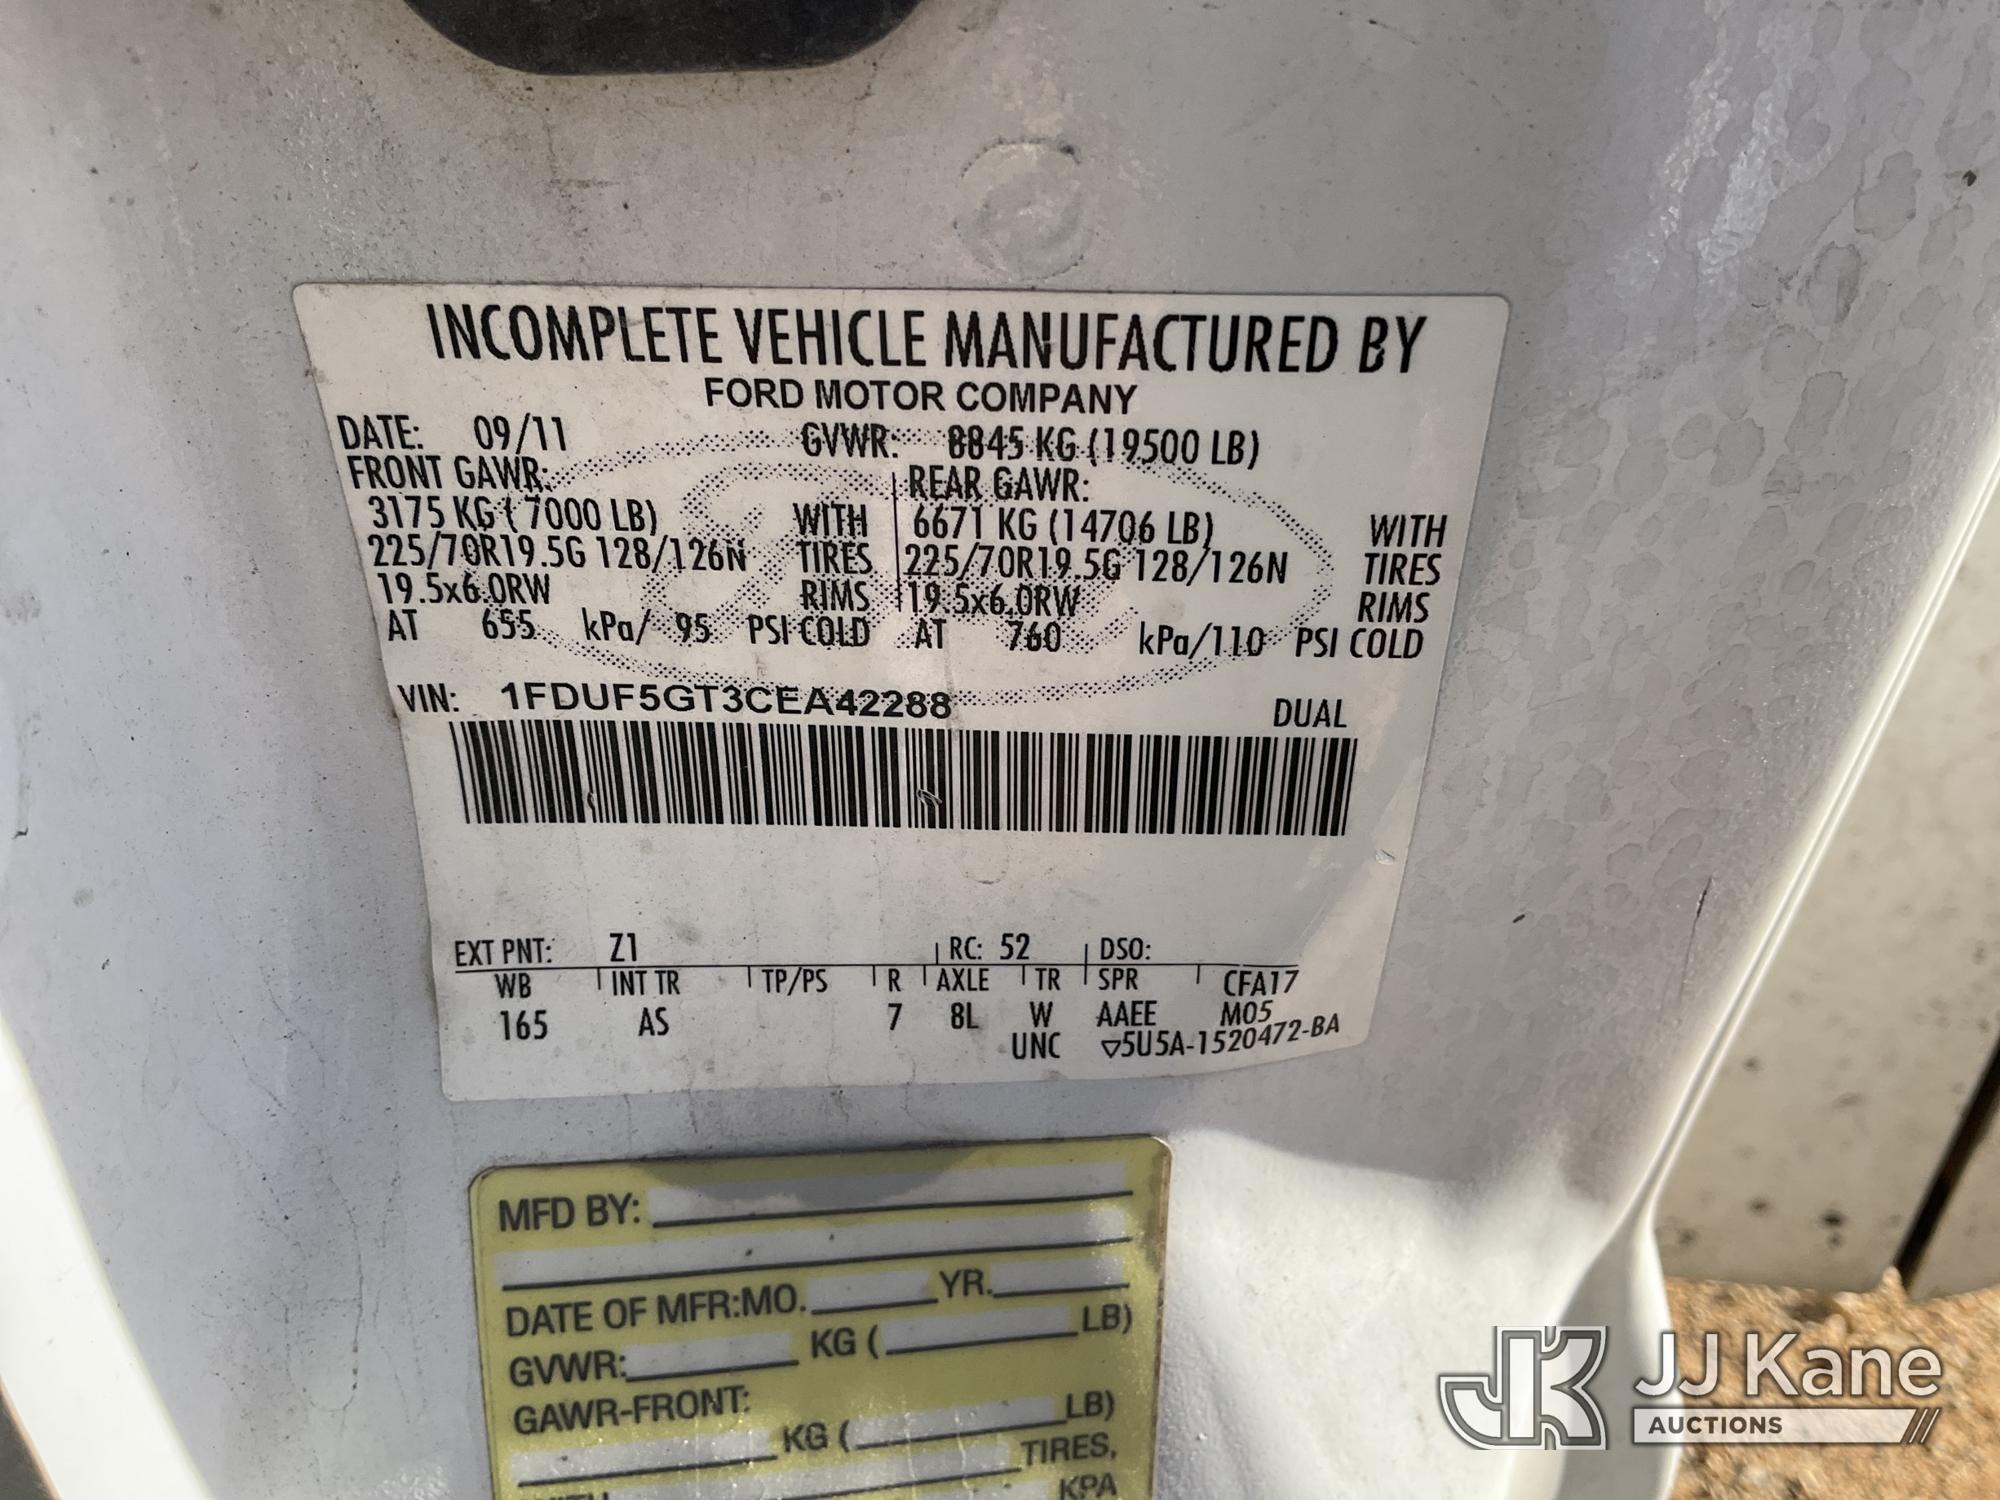 INCOMPLETE VEHICLE MANUFACTURED BY
FORD MOTOR COMPANY
DATE: 09/11 GVWR: 8845 KG (19500 LB)
FRONT GAWR: REAR GAWR:
3175 KG ( 7000 LB) WITH 6671 KG (14706 LB) WITH
225/70R19.5G 128/126N TIRES 225/70R19.5G 128/126N TIRES
19.5x6.0RW RIMS 19.5x6.0RW RIMS
AT 655 kPa/ 95 PSI COLD AT 760 kPa/110 PSI COLD
VIN: 1FDUF5GT3CEA42288 DUAL
EXT PNT: Z1 RC: 52 DSO:
WB INT TR TP/PS R AXLE TR SPR CFA17
165 AS 7 8L W AAEE M05
UNC ▽5U5A-1520472-BA
MFD BY:
DATE OF MFR:MO. YR.
GVWR: KG ( LB)
GAWR-FRONT:
KG ( LB)
TIRES,
WITH KPA
JK JJ Kane
AUCTIONS